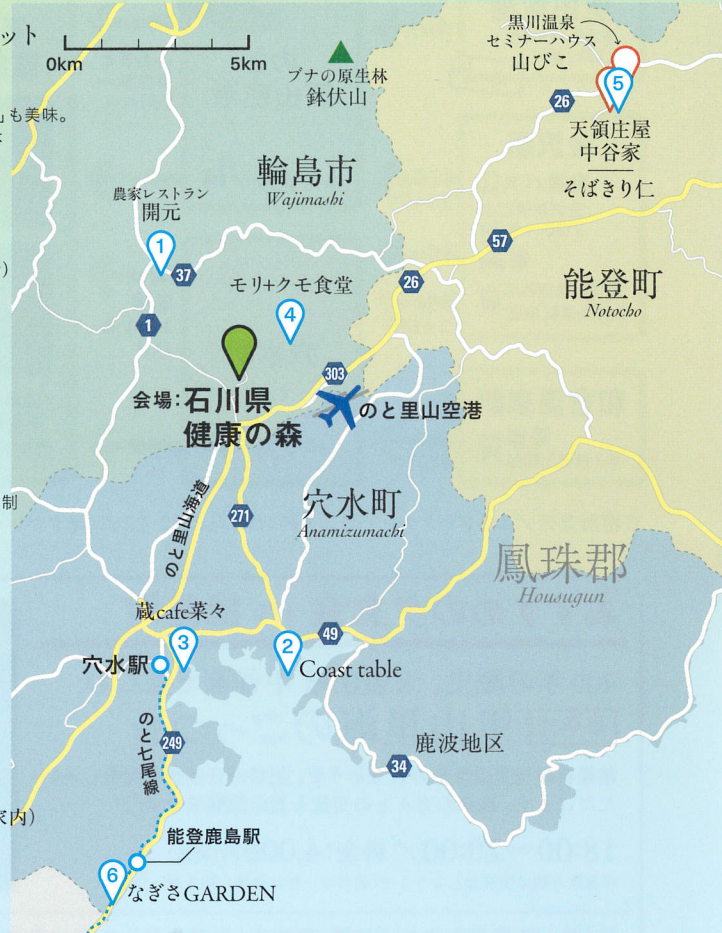 ット
0km
5km
ブナの原生林
鉢伏山
黒川温泉
セミナーハウス
山びこ
5
26
天領庄屋
中谷家
そばきり仁
も美味。
輪島市
Wajimashi
農家レストラン
開元
1
37
57
モリ+クモ食堂
26
能登町
Notocho
4
1
303
会場:石川県
健康の森
のと里山空港
制
のと里山海道
271
穴水町
Anamizumachi
鳳珠郡
Housugun
蔵cafe菜々
3
2
49
穴水駅
Coast table
のと七尾線
249
鹿波地区
34
家内)
能登鹿島駅
6
なぎさGARDEN